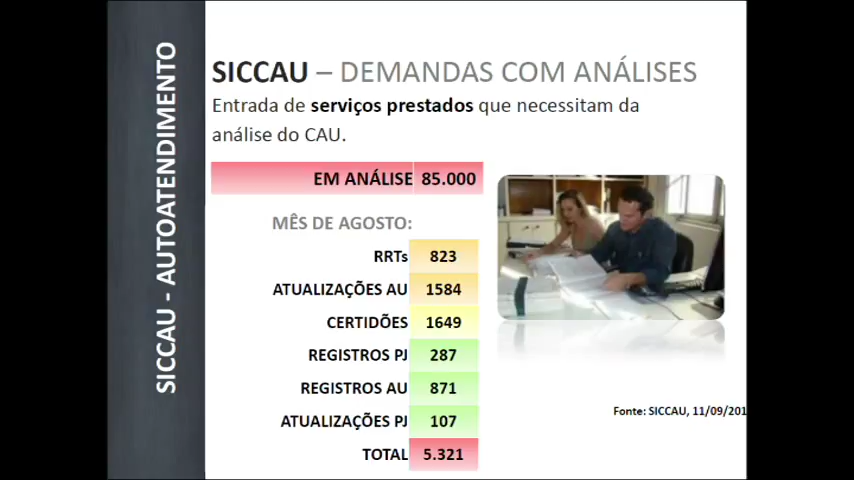 SICCAU - AUTOATENDIMENTO
SICCAU – DEMANDAS COM ANÁLISES
Entrada de serviços prestados que necessitam da
análise do CAU.
EM ANÁLISE 85.000
MÊS DE AGOSTO:
RRTs 823
ATUALIZAÇÕES AU 1584
CERTIDÕES 1649
REGISTROS PJ 287
REGISTROS AU 871
ATUALIZAÇÕES PJ 107
TOTAL 5.321
Fonte: SICCAU, 11/09/201